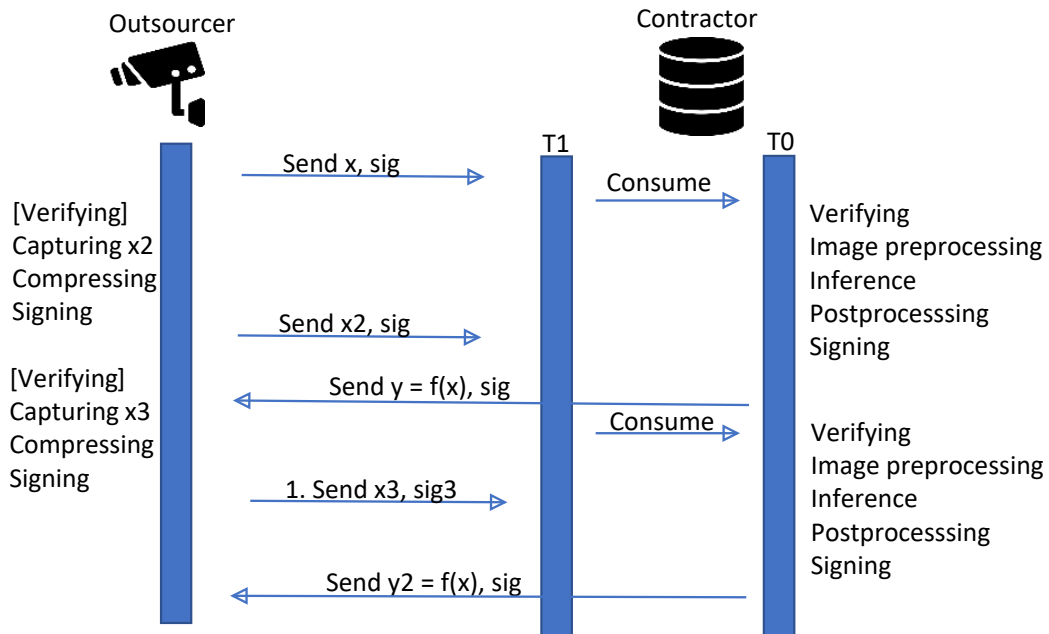 Outsourcer
Contractor
T1
T0
Send x, sig
Consume
[Verifying]
Capturing x2
Compressing
Signing
Verifying
Image preprocessing
Inference
Postprocesssing
Signing
Send x2, sig
[Verifying]
Capturing x3
Compressing
Signing
Send y = f(x), sig
Consume
Verifying
Image preprocessing
Inference
Postprocesssing
Signing
1. Send x3, sig3
Send y2 = f(x), sig